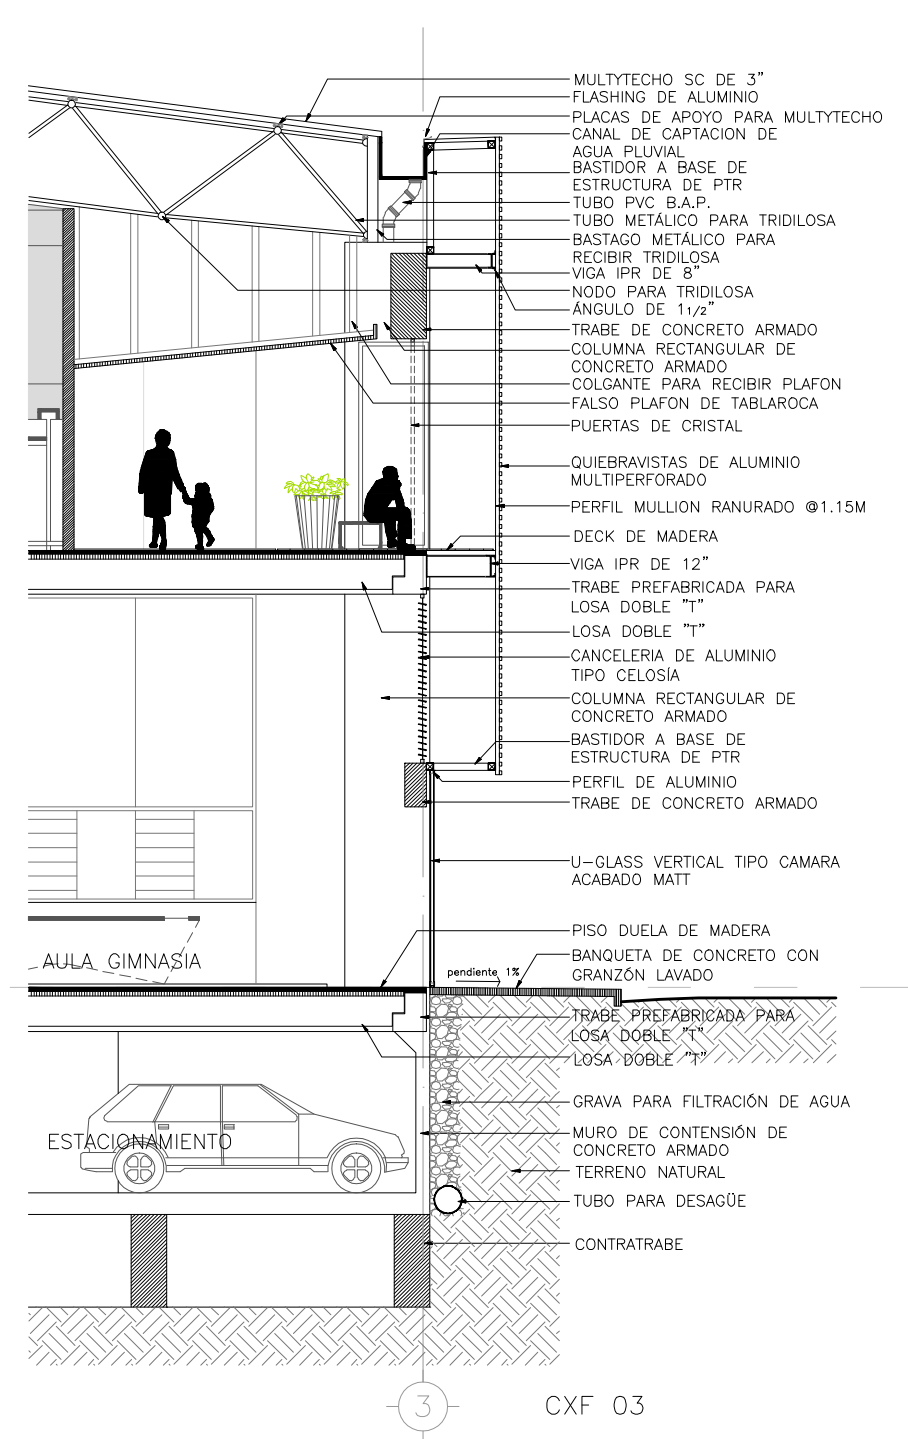 MULTYTECHO SC DE 3"
FLASHING DE ALUMINIO
PLACAS DE APOYO PARA MULTYTECHO
CANAL DE CAPTACION DE
AGUA PLUVIAL
BASTIDOR A BASE DE
ESTRUCTURA DE PTR
TUBO PVC B.A.P.
TUBO METÁLICO PARA TRIDILOSA
BASTAGO METÁLICO PARA
RECIBIR TRIDILOSA
VIGA IPR DE 8"
NODO PARA TRIDILOSA
ÁNGULO DE 1 1/2"
TRABE DE CONCRETO ARMADO
COLUMNA RECTANGULAR DE
CONCRETO ARMADO
COLGANTE PARA RECIBIR PLAFON
FALSO PLAFON DE TABLAROCA
PUERTAS DE CRISTAL
QUIEBRAVISTAS DE ALUMINIO
MULTIPERFORADO
PERFIL MULLION RANURADO @1.15M
DECK DE MADERA
VIGA IPR DE 12"
TRABE PREFABRICADA PARA
LOSA DOBLE "T"
LOSA DOBLE "T"
CANCELERIA DE ALUMINIO
TIPO CELOSÍA
COLUMNA RECTANGULAR DE
CONCRETO ARMADO
BASTIDOR A BASE DE
ESTRUCTURA DE PTR
PERFIL DE ALUMINIO
TRABE DE CONCRETO ARMADO
U-GLASS VERTICAL TIPO CAMARA
ACABADO MATT
PISO DUELA DE MADERA
BANQUETA DE CONCRETO CON
GRANZÓN LAVADO
AULA GIMNASIA
pendiente 1%
TRABE PREFABRICADA PARA
LOSA DOBLE "T"
LOSA DOBLE "T"
GRAVA PARA FILTRACIÓN DE AGUA
MURO DE CONTENSIÓN DE
CONCRETO ARMADO
ESTACIONAMIENTO
TERRENO NATURAL
TUBO PARA DESAGÜE
CONTRATRABE
3
CXF 03